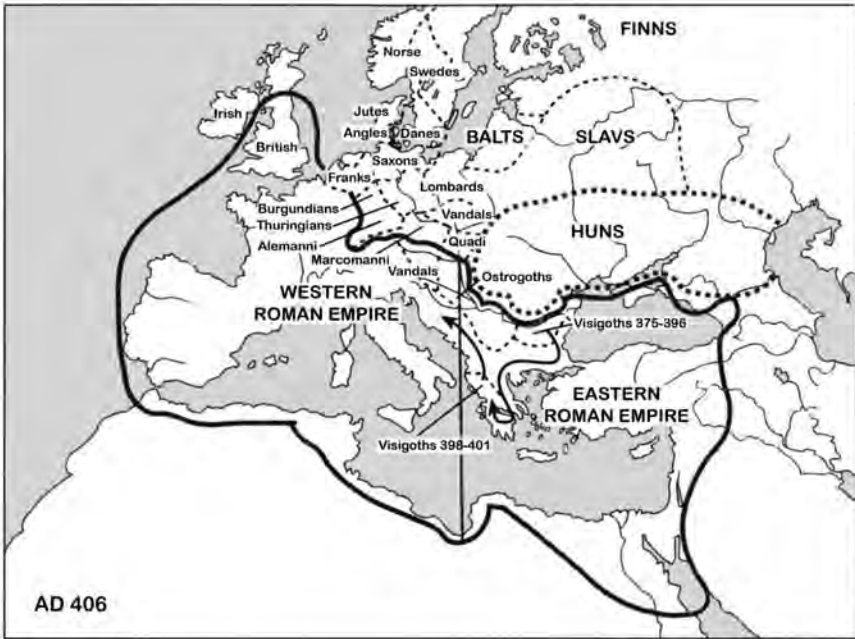 FINNS
Norse
Swedes
Irish
Jutes
Angles
Danes
BALTS
SLAVS
British
Saxons
Franks
Lombards
Burgundians
Vandals
Thuringians
Quadi
HUNS
Alemanni
Marcomanni
Vandals
Ostrogoths
WESTERN
ROMAN EMPIRE
Visigoths 375-396
EASTERN
ROMAN EMPIRE
Visigoths 398-401
AD 406